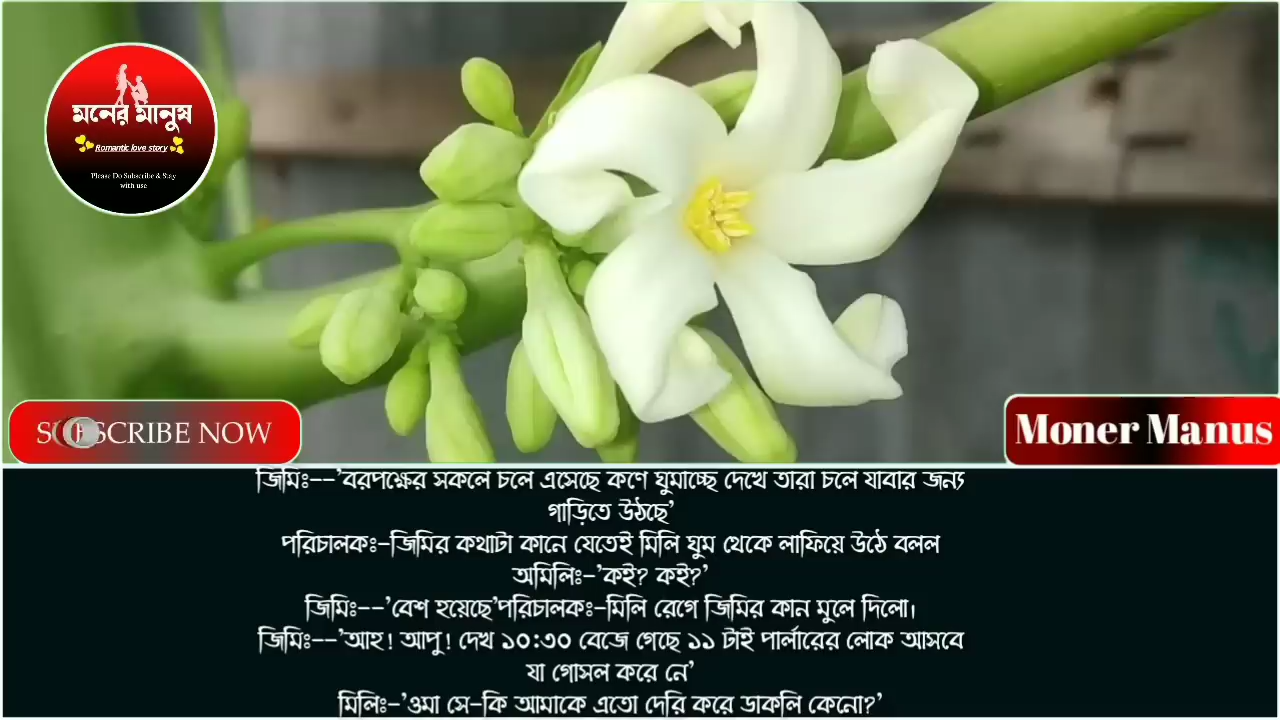 মনের মানুষ
Romantic love story
Please Do Subscribe & Stay
with use
SUBSCRIBE NOW
Moner Manus
জিমিঃ--'বরপক্ষের সকলে চলে এসেছে কণে ঘুমাচ্ছে দেখে তারা চলে যাবার জন্য
গাড়িতে উঠছে'
পরিচালকঃ-জিমির কথাটা কানে যেতেই মিলি ঘুম থেকে লাফিয়ে উঠে বলল
অমিলিঃ-'কই? কই?'
জিমিঃ--'বেশ হয়েছে'পরিচালকঃ-মিলি রেগে জিমির কান মুলে দিলো।
জিমিঃ--'আহ! আপু! দেখ ১০:৩০ বেজে গেছে ১১ টাই পার্লারের লোক আসবে
যা গোসল করে নে'
মিলিঃ-'ওমা সে-কি আমাকে এতো দেরি করে ডাকলি কেনো?'